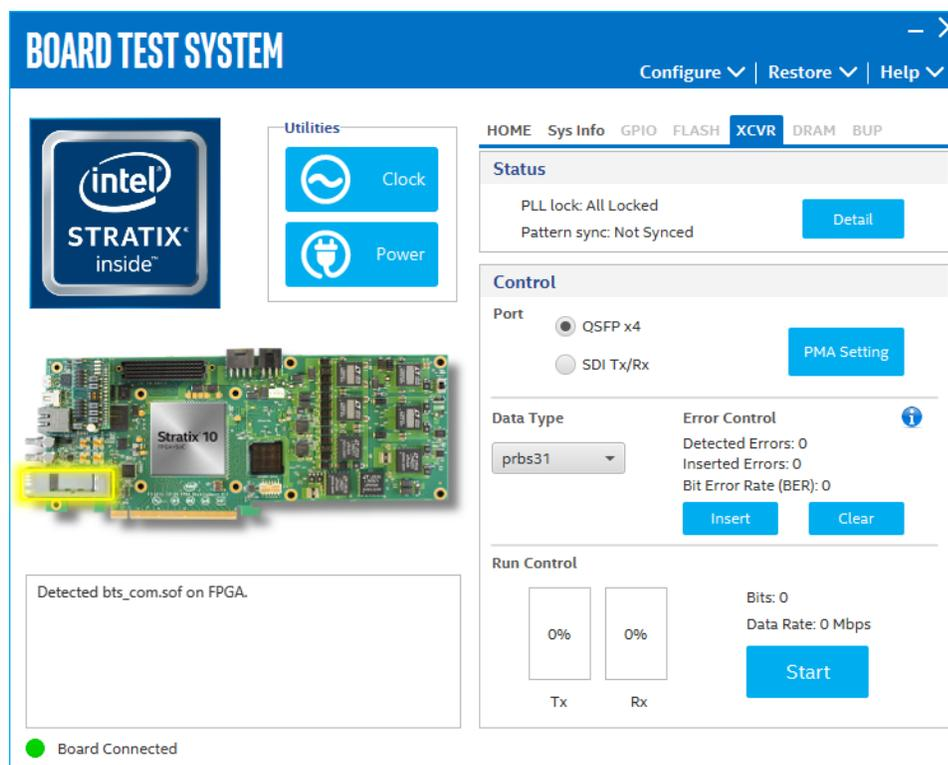 BOARD TEST SYSTEM
Configure
Restore
Help
intel
STRATIX
inside™
Utilities
Clock
Power
HOME Sys Info GPIO FLASH XCVR DRAM BUP
Status
PLL lock: All Locked
Pattern sync: Not Synced
Detail
Control
Port
QSFP x4
SDI Tx/Rx
PMA Setting
Data Type
prbs31
Error Control
Detected Errors: 0
Inserted Errors: 0
Bit Error Rate (BER): 0
Insert
Clear
Run Control
0%
0%
Tx
Rx
Bits: 0
Data Rate: 0 Mbps
Start
Stratix 10
Detected bts_com.sof on FPGA.
Board Connected